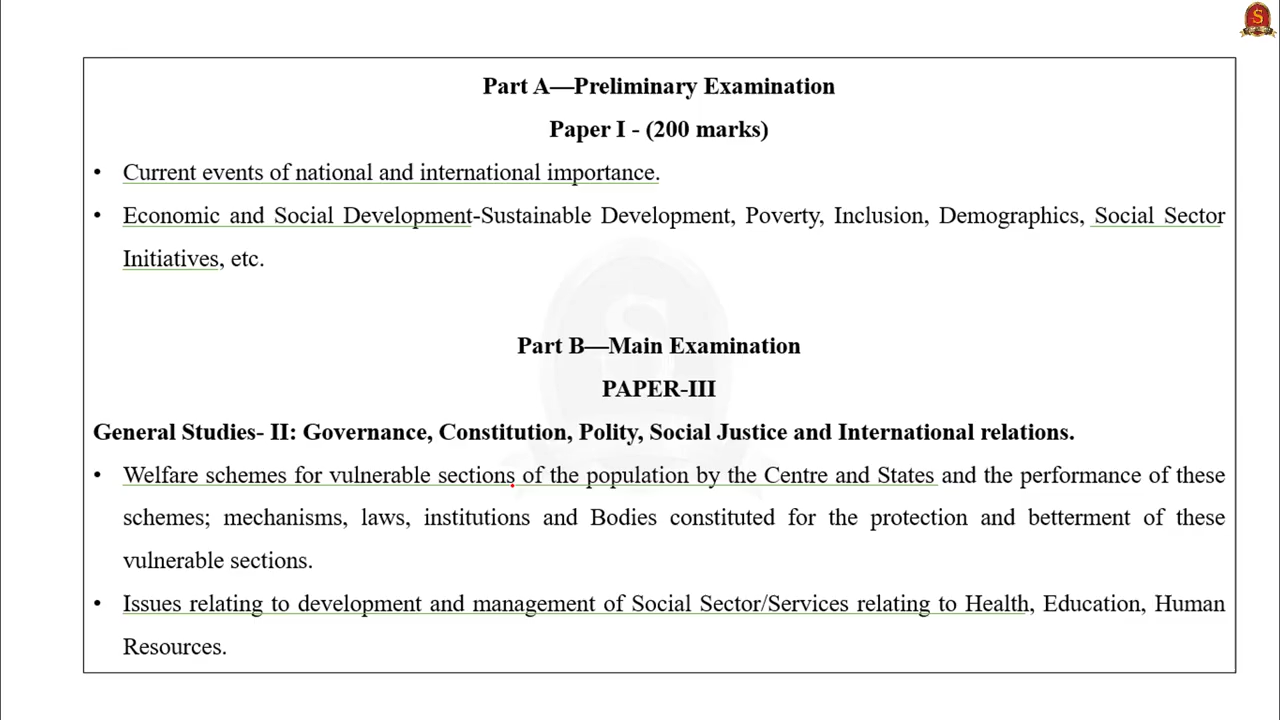 S
Part A—Preliminary Examination
Paper I - (200 marks)
• Current events of national and international importance.
• Economic and Social Development-Sustainable Development, Poverty, Inclusion, Demographics, Social Sector
Initiatives, etc.
Part B—Main Examination
PAPER-III
General Studies- II: Governance, Constitution, Polity, Social Justice and International relations.
• Welfare schemes for vulnerable sections of the population by the Centre and States and the performance of these
schemes; mechanisms, laws, institutions and Bodies constituted for the protection and betterment of these
vulnerable sections.
• Issues relating to development and management of Social Sector/Services relating to Health, Education, Human
Resources.